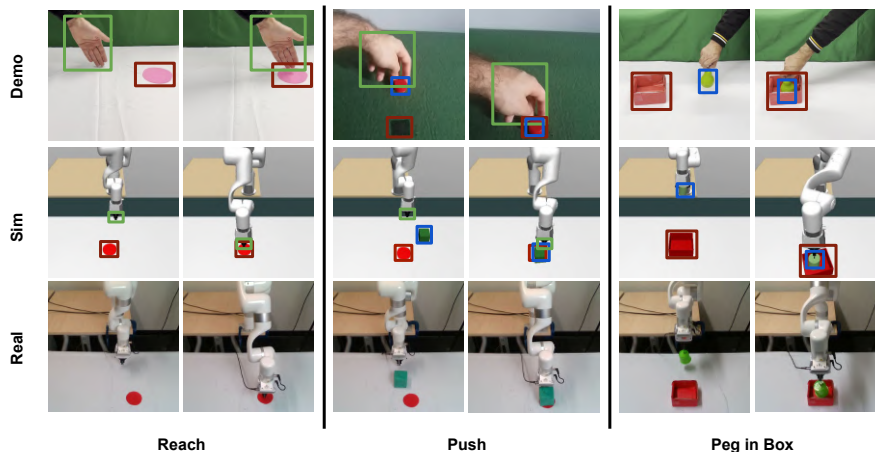 Demo
Sim
Real
Reach
Push
Peg in Box